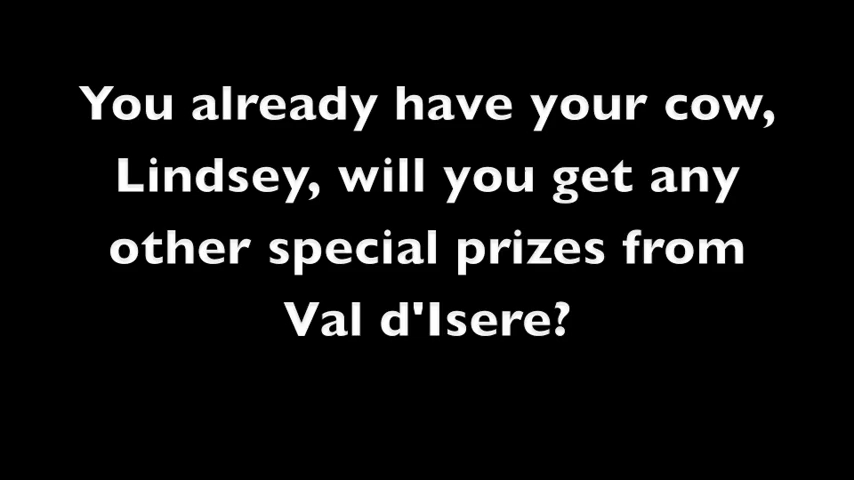 You already have your cow,
Lindsey, will you get any
other special prizes from
Val d'Isere?